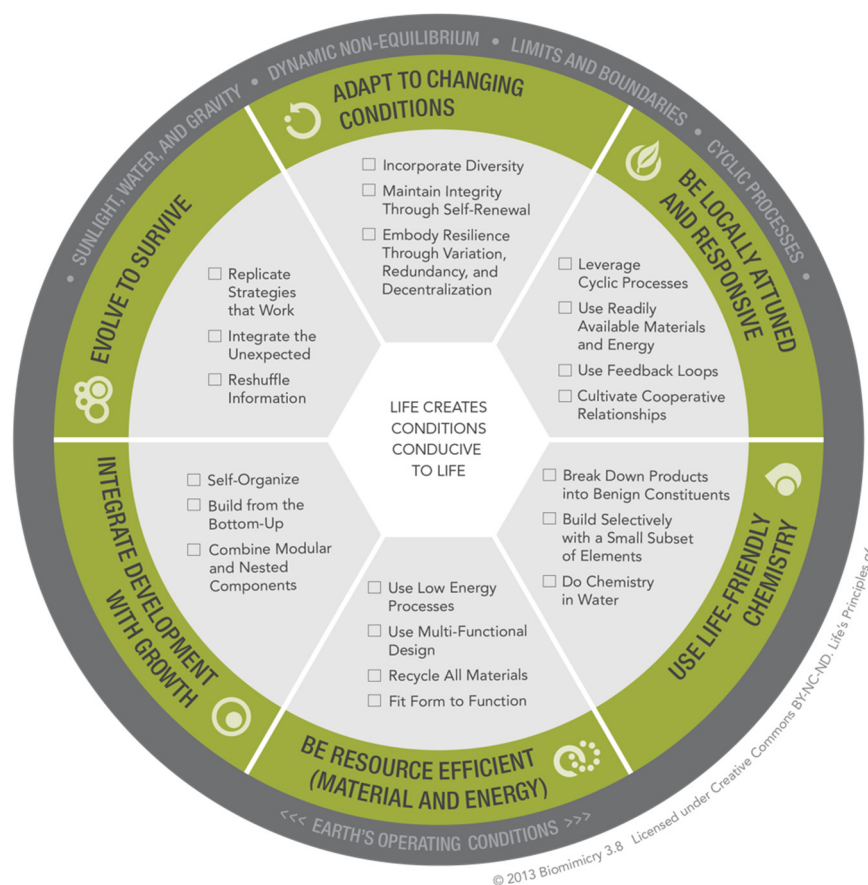 • SUNLIGHT, WATER, AND GRAVITY • DYNAMIC NON-EQUILIBRIUM • LIMITS AND BOUNDARIES • CYCLIC PROCESSES •
ADAPT TO CHANGING
CONDITIONS
☐ Incorporate Diversity
☐ Maintain Integrity
Through Self-Renewal
☐ Embody Resilience
Through Variation,
Redundancy, and
Decentralization
BE LOCALLY ATTUNED
AND RESPONSIVE
☐ Leverage
Cyclic Processes
☐ Use Readily
Available Materials
and Energy
☐ Use Feedback Loops
☐ Cultivate Cooperative
Relationships
USE LIFE-FRIENDLY
CHEMISTRY
☐ Break Down Products
into Benign Constituents
☐ Build Selectively
with a Small Subset
of Elements
☐ Do Chemistry
in Water
BE RESOURCE EFFICIENT
(MATERIAL AND ENERGY)
☐ Use Low Energy
Processes
☐ Use Multi-Functional
Design
☐ Recycle All Materials
☐ Fit Form to Function
INTEGRATE DEVELOPMENT
WITH GROWTH
☐ Self-Organize
☐ Build from the
Bottom-Up
☐ Combine Modular
and Nested
Components
EVOLVE TO SURVIVE
☐ Replicate
Strategies
that Work
☐ Integrate the
Unexpected
☐ Reshuffle
Information
LIFE CREATES
CONDITIONS
CONDUCIVE
TO LIFE
<<< EARTH'S OPERATING CONDITIONS >>>
© 2013 Biomimicry 3.8 Licensed under Creative Commons BY-NC-ND. Life's Principles of